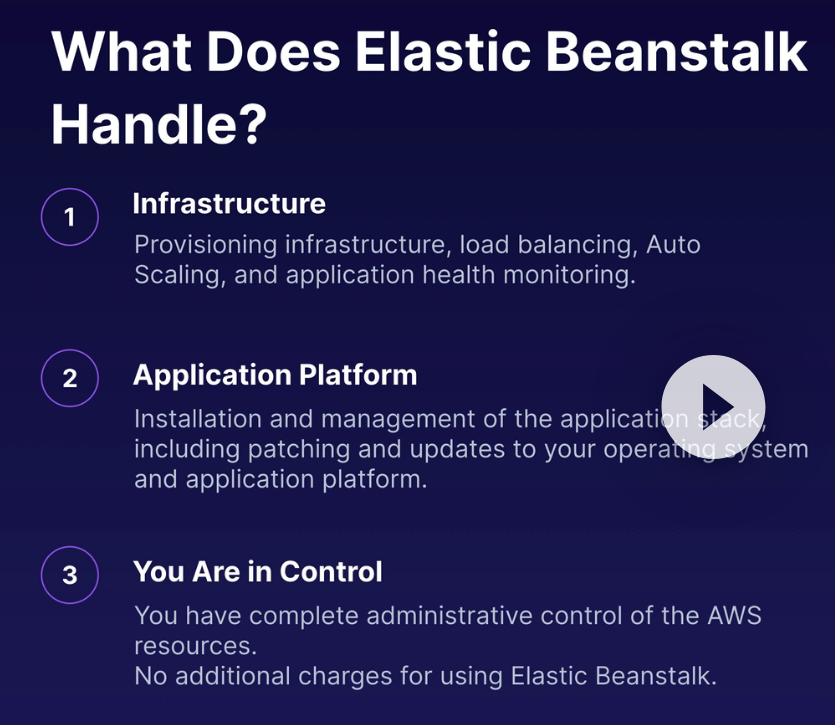 What Does Elastic Beanstalk
Handle?
1
Infrastructure
Provisioning infrastructure, load balancing, Auto
Scaling, and application health monitoring.
2
Application Platform
Installation and management of the application stack,
including patching and updates to your operating system
and application platform.
3
You Are in Control
You have complete administrative control of the AWS
resources.
No additional charges for using Elastic Beanstalk.